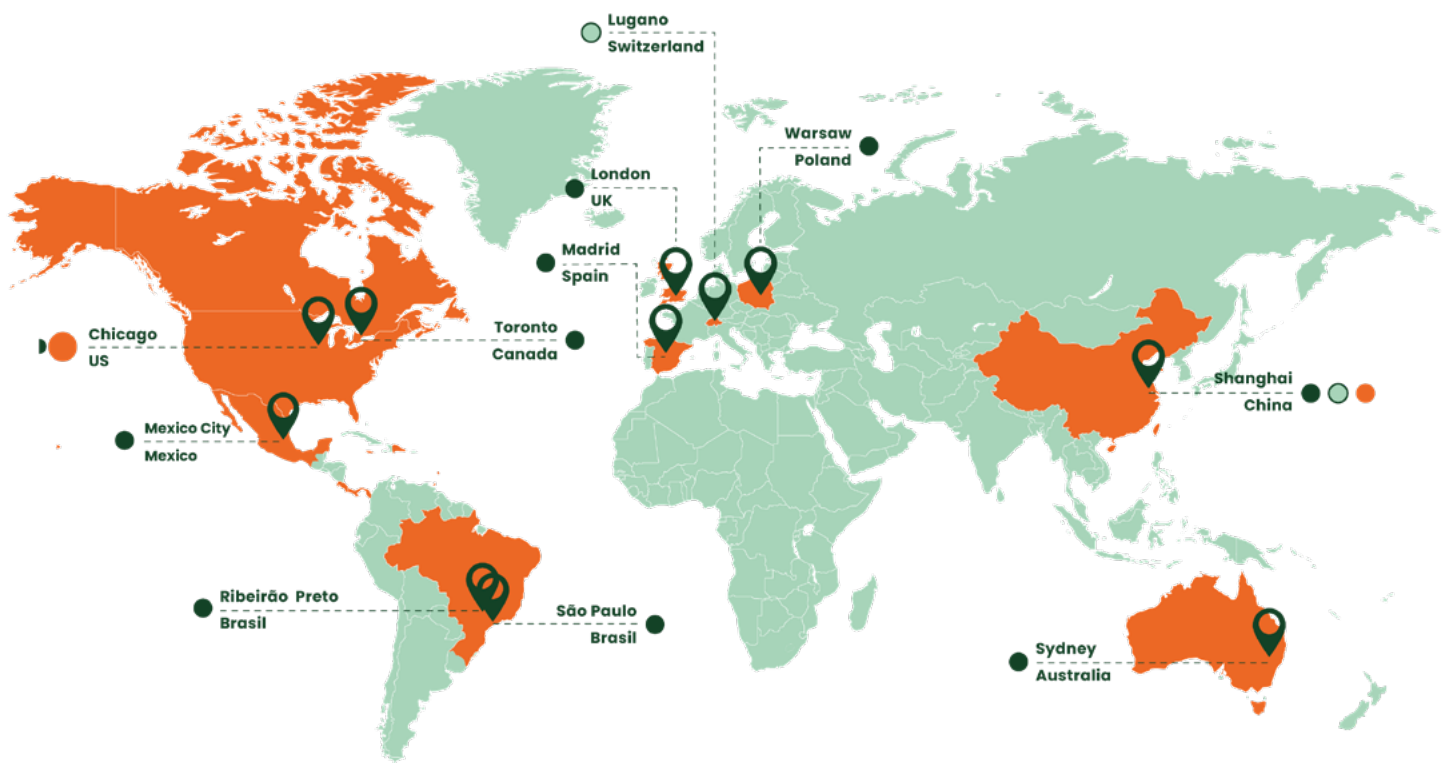 Lugano
Switzerland
Warsaw
Poland
London
UK
Madrid
Spain
Chicago
US
Toronto
Canada
Shanghai
China
Mexico City
Mexico
Ribeirão Preto
Brasil
São Paulo
Brasil
Sydney
Australia